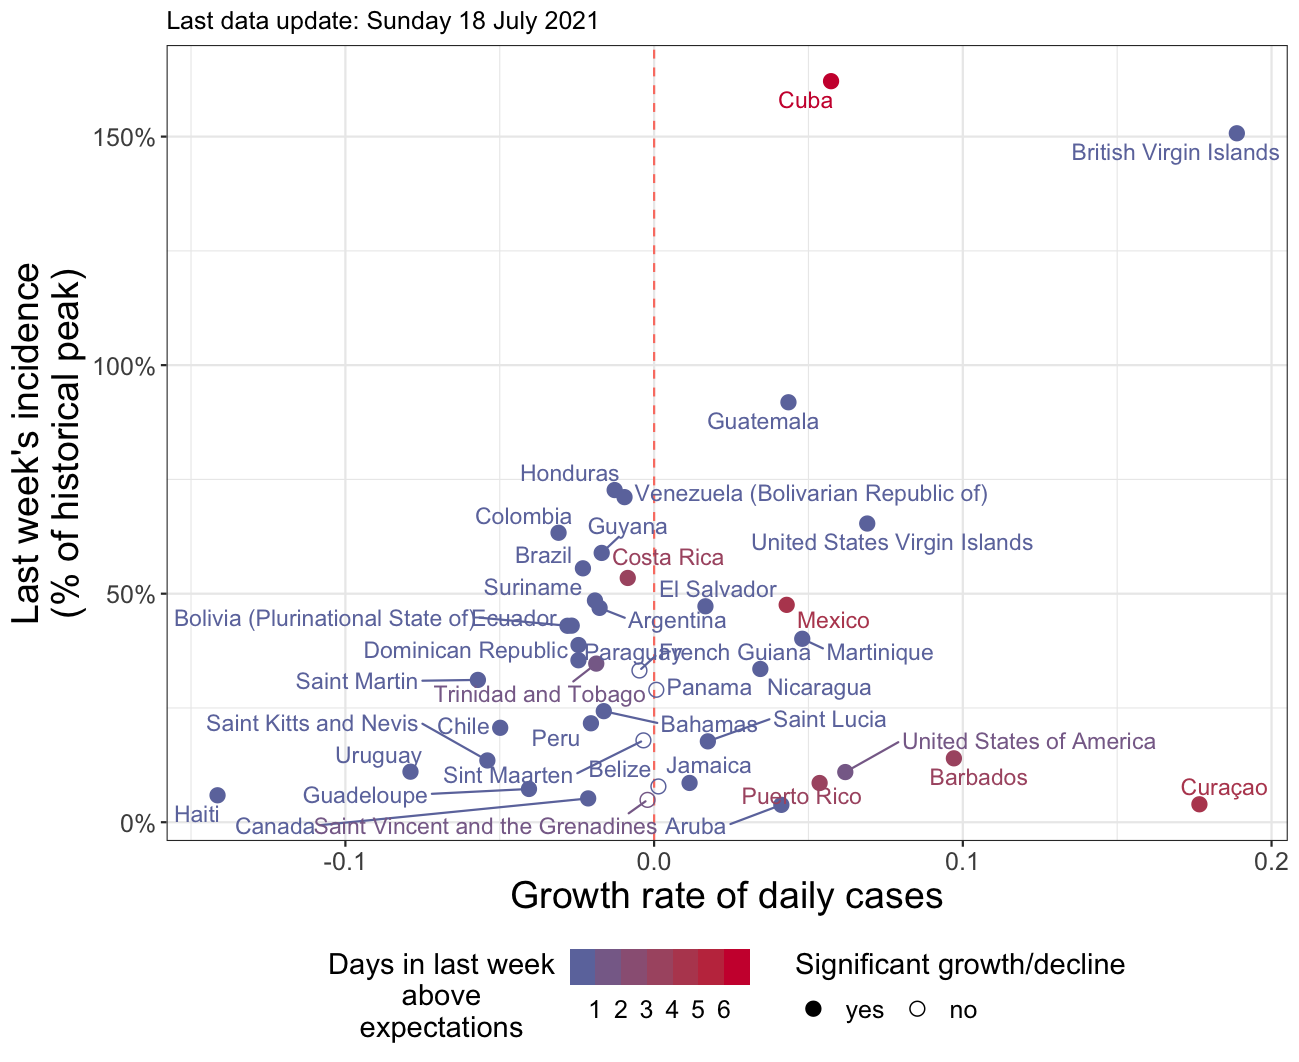 Last data update: Sunday 18 July 2021
Last week's incidence
(% of historical peak)
150%
100%
50%
0%
Cuba
British Virgin Islands
Guatemala
Honduras
Venezuela (Bolivarian Republic of)
Colombia
Guyana
United States Virgin Islands
Brazil
Costa Rica
Suriname
El Salvador
Bolivia (Plurinational State of)
Ecuador
Argentina
Mexico
Dominican Republic
Paraguay
French Guiana
Martinique
Saint Martin
Trinidad and Tobago
Panama
Nicaragua
Saint Kitts and Nevis
Chile
Peru
Bahamas
Saint Lucia
Uruguay
Sint Maarten
Belize
Jamaica
United States of America
Barbados
Haiti
Guadeloupe
Puerto Rico
Curaçao
Canada
Saint Vincent and the Grenadines
Aruba
-0.1
0.0
0.1
0.2
Growth rate of daily cases
Days in last week
above
expectations
1 2 3 4 5 6
Significant growth/decline
yes
no